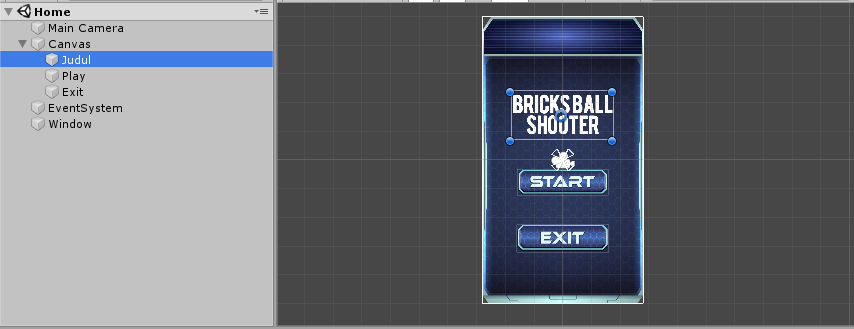 Home
Main Camera
Canvas
Judul
Play
Exit
EventSystem
Window
BRICKS BALL
SHOOTER
START
EXIT